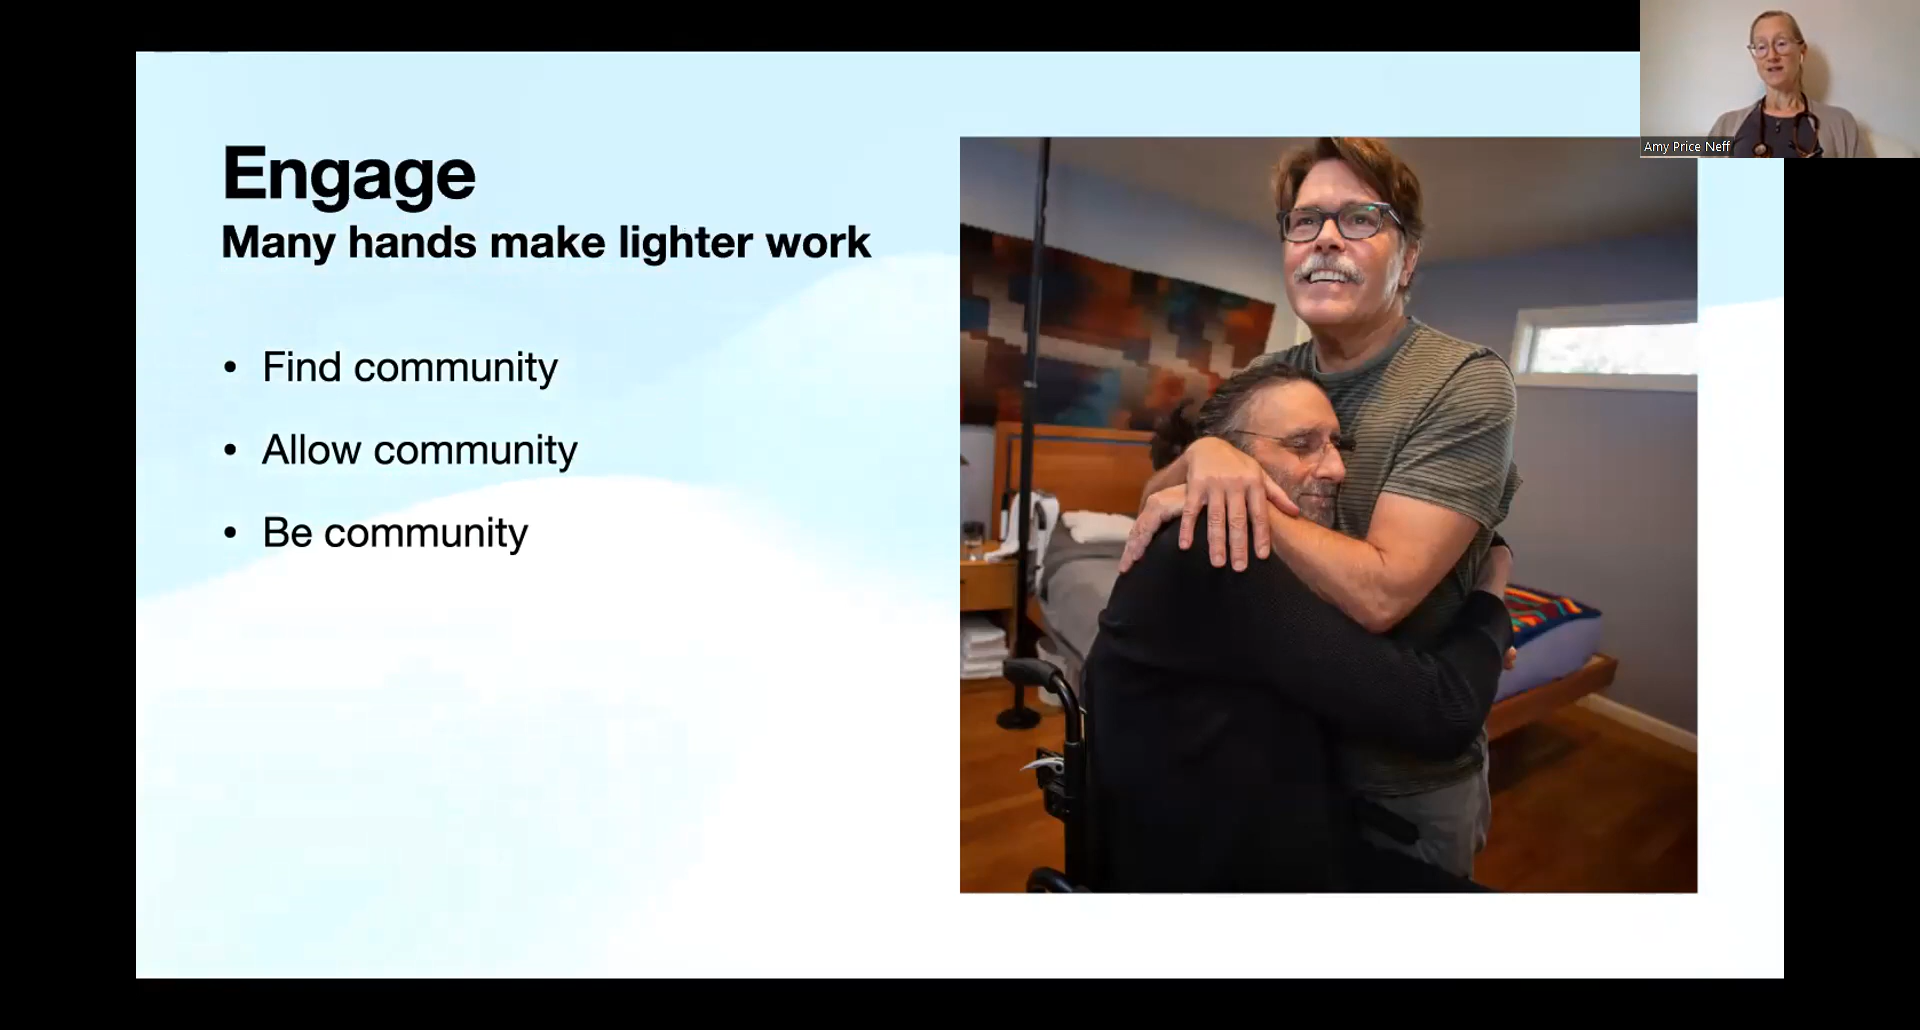 Engage
Many hands make lighter work
• Find community
• Allow community
• Be community
Amy Price Neff